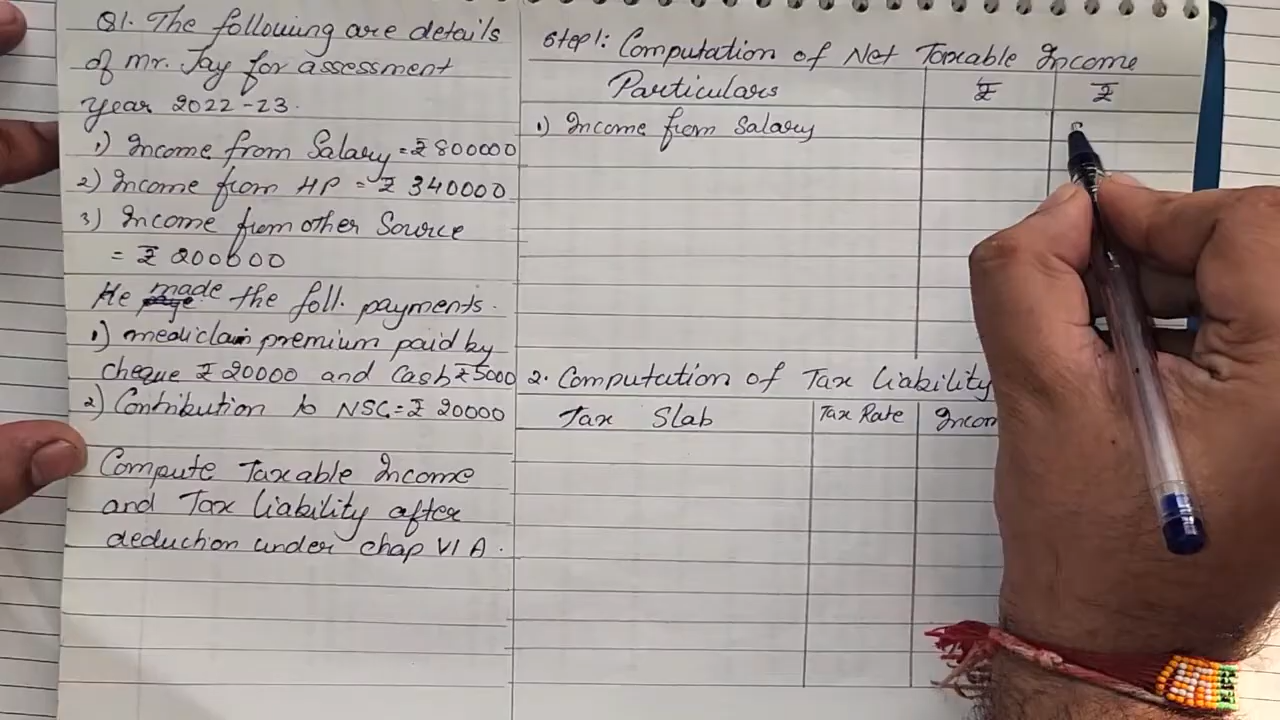 Q1. The following are details
of mr. Jay for assessment
year 2022-23.
1) Income from Salary = ₹ 800000
2) Income from HP = ₹ 340000
3) Income from other Source
= ₹ 200000
He made the foll. payments.
1) mediclaim premium paid by
cheque ₹ 20000 and Cash ₹5000
2) Contribution to NSC = ₹ 20000
Compute Taxable Income
and Tax liability after
deduction under chap VI A.
Step 1: Computation of Net Taxable Income
Particulars ₹ ₹
1) Income from Salary
2. Computation of Tax liability
Tax Slab Tax Rate